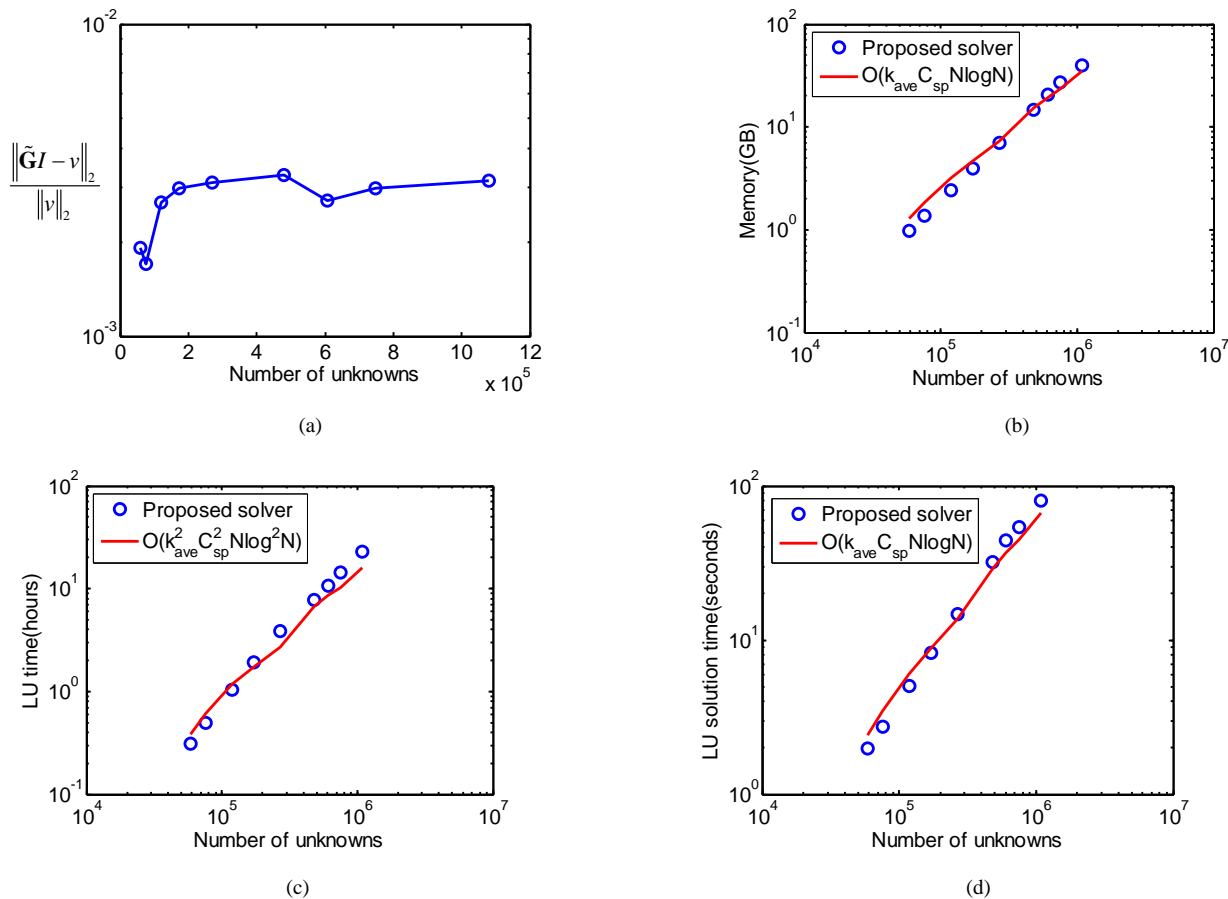 10^-2
‖G̃I − v‖₂
‖v‖₂
10^-3
0 2 4 6 8 10 12
Number of unknowns
x 10^5
(a)
10^2
Proposed solver
O(k_ave C_sp NlogN)
10^1
Memory(GB)
10^0
10^-1
10^4 10^5 10^6 10^7
Number of unknowns
(b)
10^2
Proposed solver
O(k^2_ave C^2_sp Nlog^2N)
10^1
LU time(hours)
10^0
10^-1
10^4 10^5 10^6 10^7
Number of unknowns
(c)
10^2
Proposed solver
O(k_ave C_sp NlogN)
10^1
LU solution time(seconds)
10^0
10^4 10^5 10^6 10^7
Number of unknowns
(d)